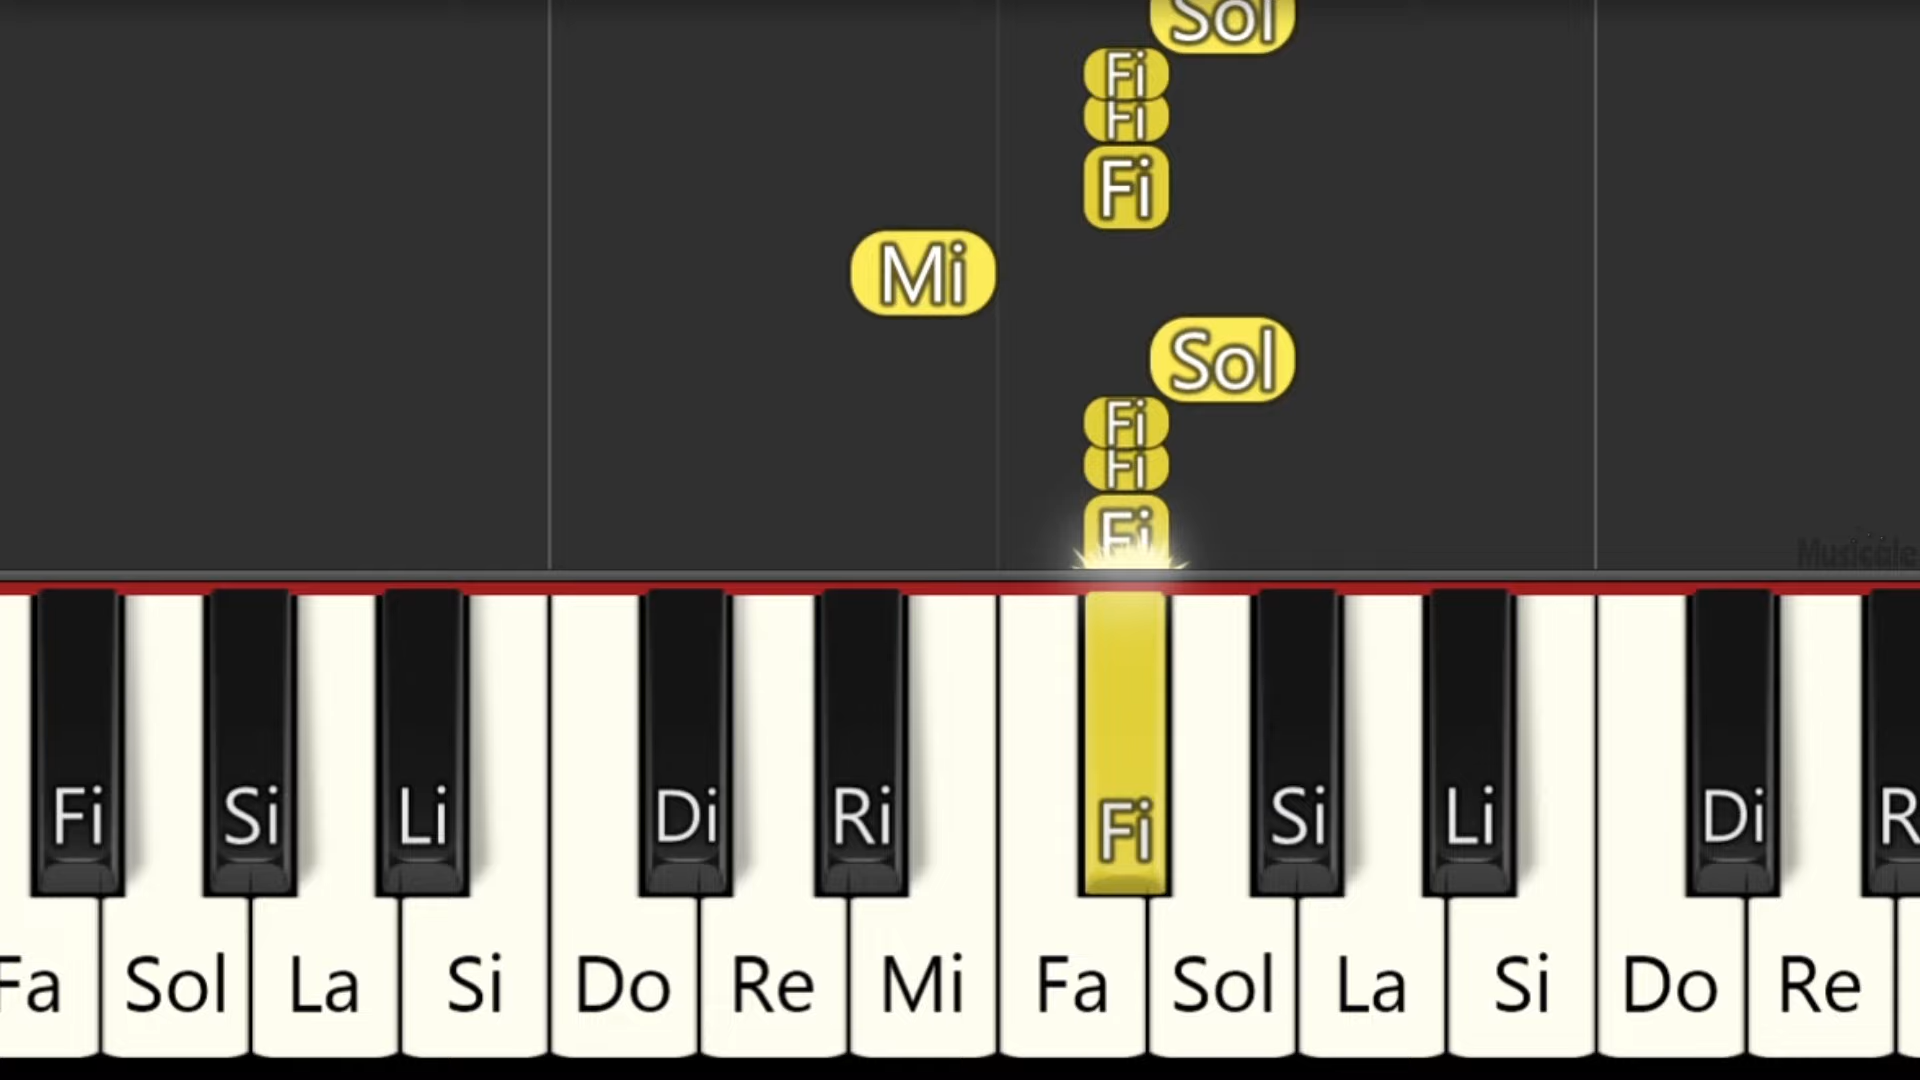 Sol
Fi
Fi
Fi
Mi
Sol
Fi
Fi
Fi
Musicale
Fi Si Li Di Ri Fi Si Li Di R
Fa Sol La Si Do Re Mi Fa Sol La Si Do Re